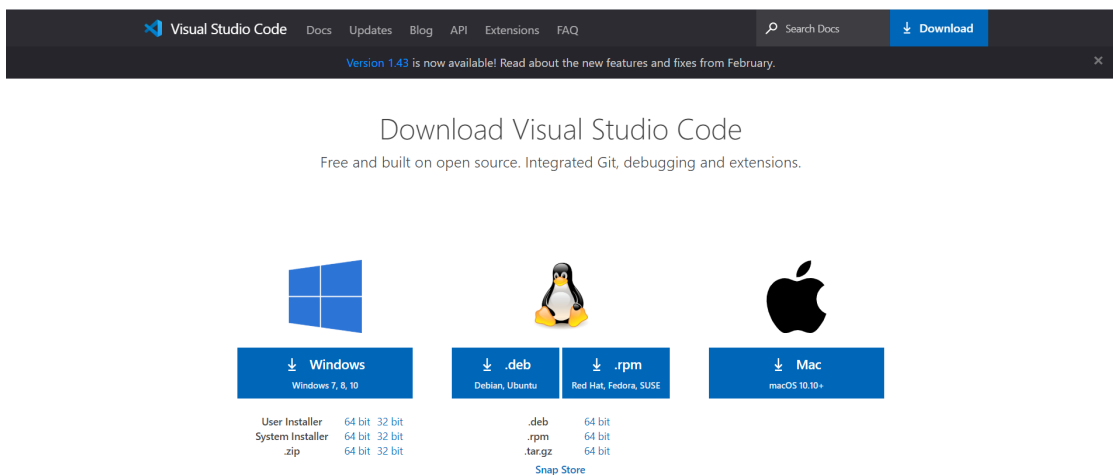 Visual Studio Code Docs Updates Blog API Extensions FAQ Search Docs Download
Version 1.43 is now available! Read about the new features and fixes from February. ×
Download Visual Studio Code
Free and built on open source. Integrated Git, debugging and extensions.
Windows
Windows 7, 8, 10
.deb
Debian, Ubuntu
.rpm
Red Hat, Fedora, SUSE
Mac
macOS 10.10+
User Installer 64 bit 32 bit
System Installer 64 bit 32 bit
.zip 64 bit 32 bit
.deb 64 bit
.rpm 64 bit
.tar.gz 64 bit
Snap Store